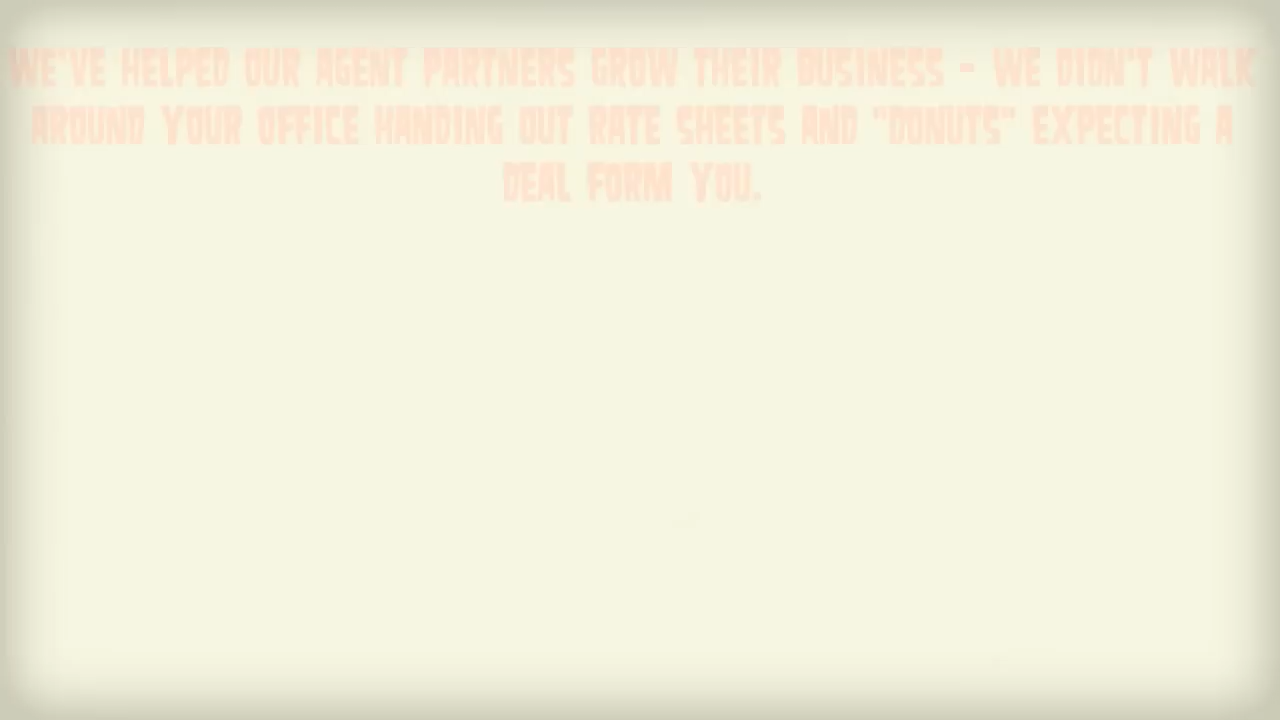 WE'VE HELPED OUR AGENT PARTNERS GROW THEIR BUSINESS - WE DIDN'T WALK
AROUND YOUR OFFICE HANDING OUT RATE SHEETS AND "DONUTS" EXPECTING A
DEAL FORM YOU.